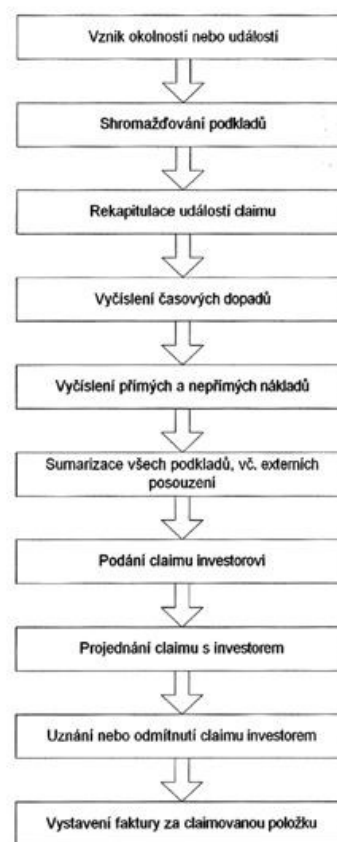 Vznik okolností nebo událostí
Shromažďování podkladů
Rekapitulace událostí claimu
Vyčíslení časových dopadů
Vyčíslení přímých a nepřímých nákladů
Sumarizace všech podkladů, vč. externích
posouzení
Podání claimu investorovi
Projednání claimu s investorem
Uznání nebo odmítnutí claimu investorem
Vystavení faktury za claimovanou položku